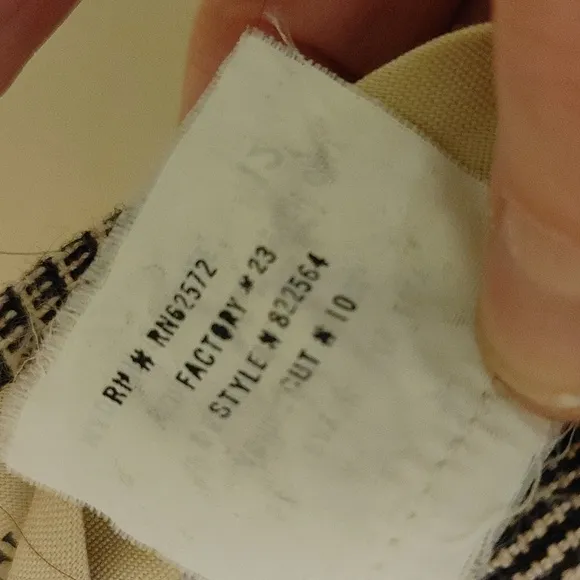 RN # RN62572
FACTORY # 23
STYLE # 822564
CUT # 10